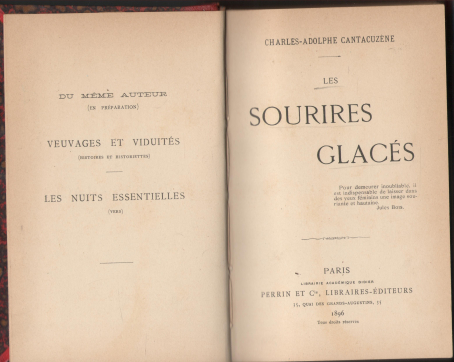 DU MÊME AUTEUR
(EN PRÉPARATION)
VEUVAGES ET VIDUITÉS
(HISTOIRES ET HISTORIETTES)
LES NUITS ESSENTIELLES
(VERS)
CHARLES-ADOLPHE CANTACUZÈNE
LES
SOURIRES
GLACÉS
Pour demeurer inoubliable, il
est indispensable de laisser dans
des yeux féminins une image sou-
riante et hautaine.
Jules Bois.
PARIS
LIBRAIRIE ACADÉMIQUE DIDIER
PERRIN ET Cie, LIBRAIRES-ÉDITEURS
35, QUAI DES GRANDS-AUGUSTINS, 35
1896
Tous droits réservés